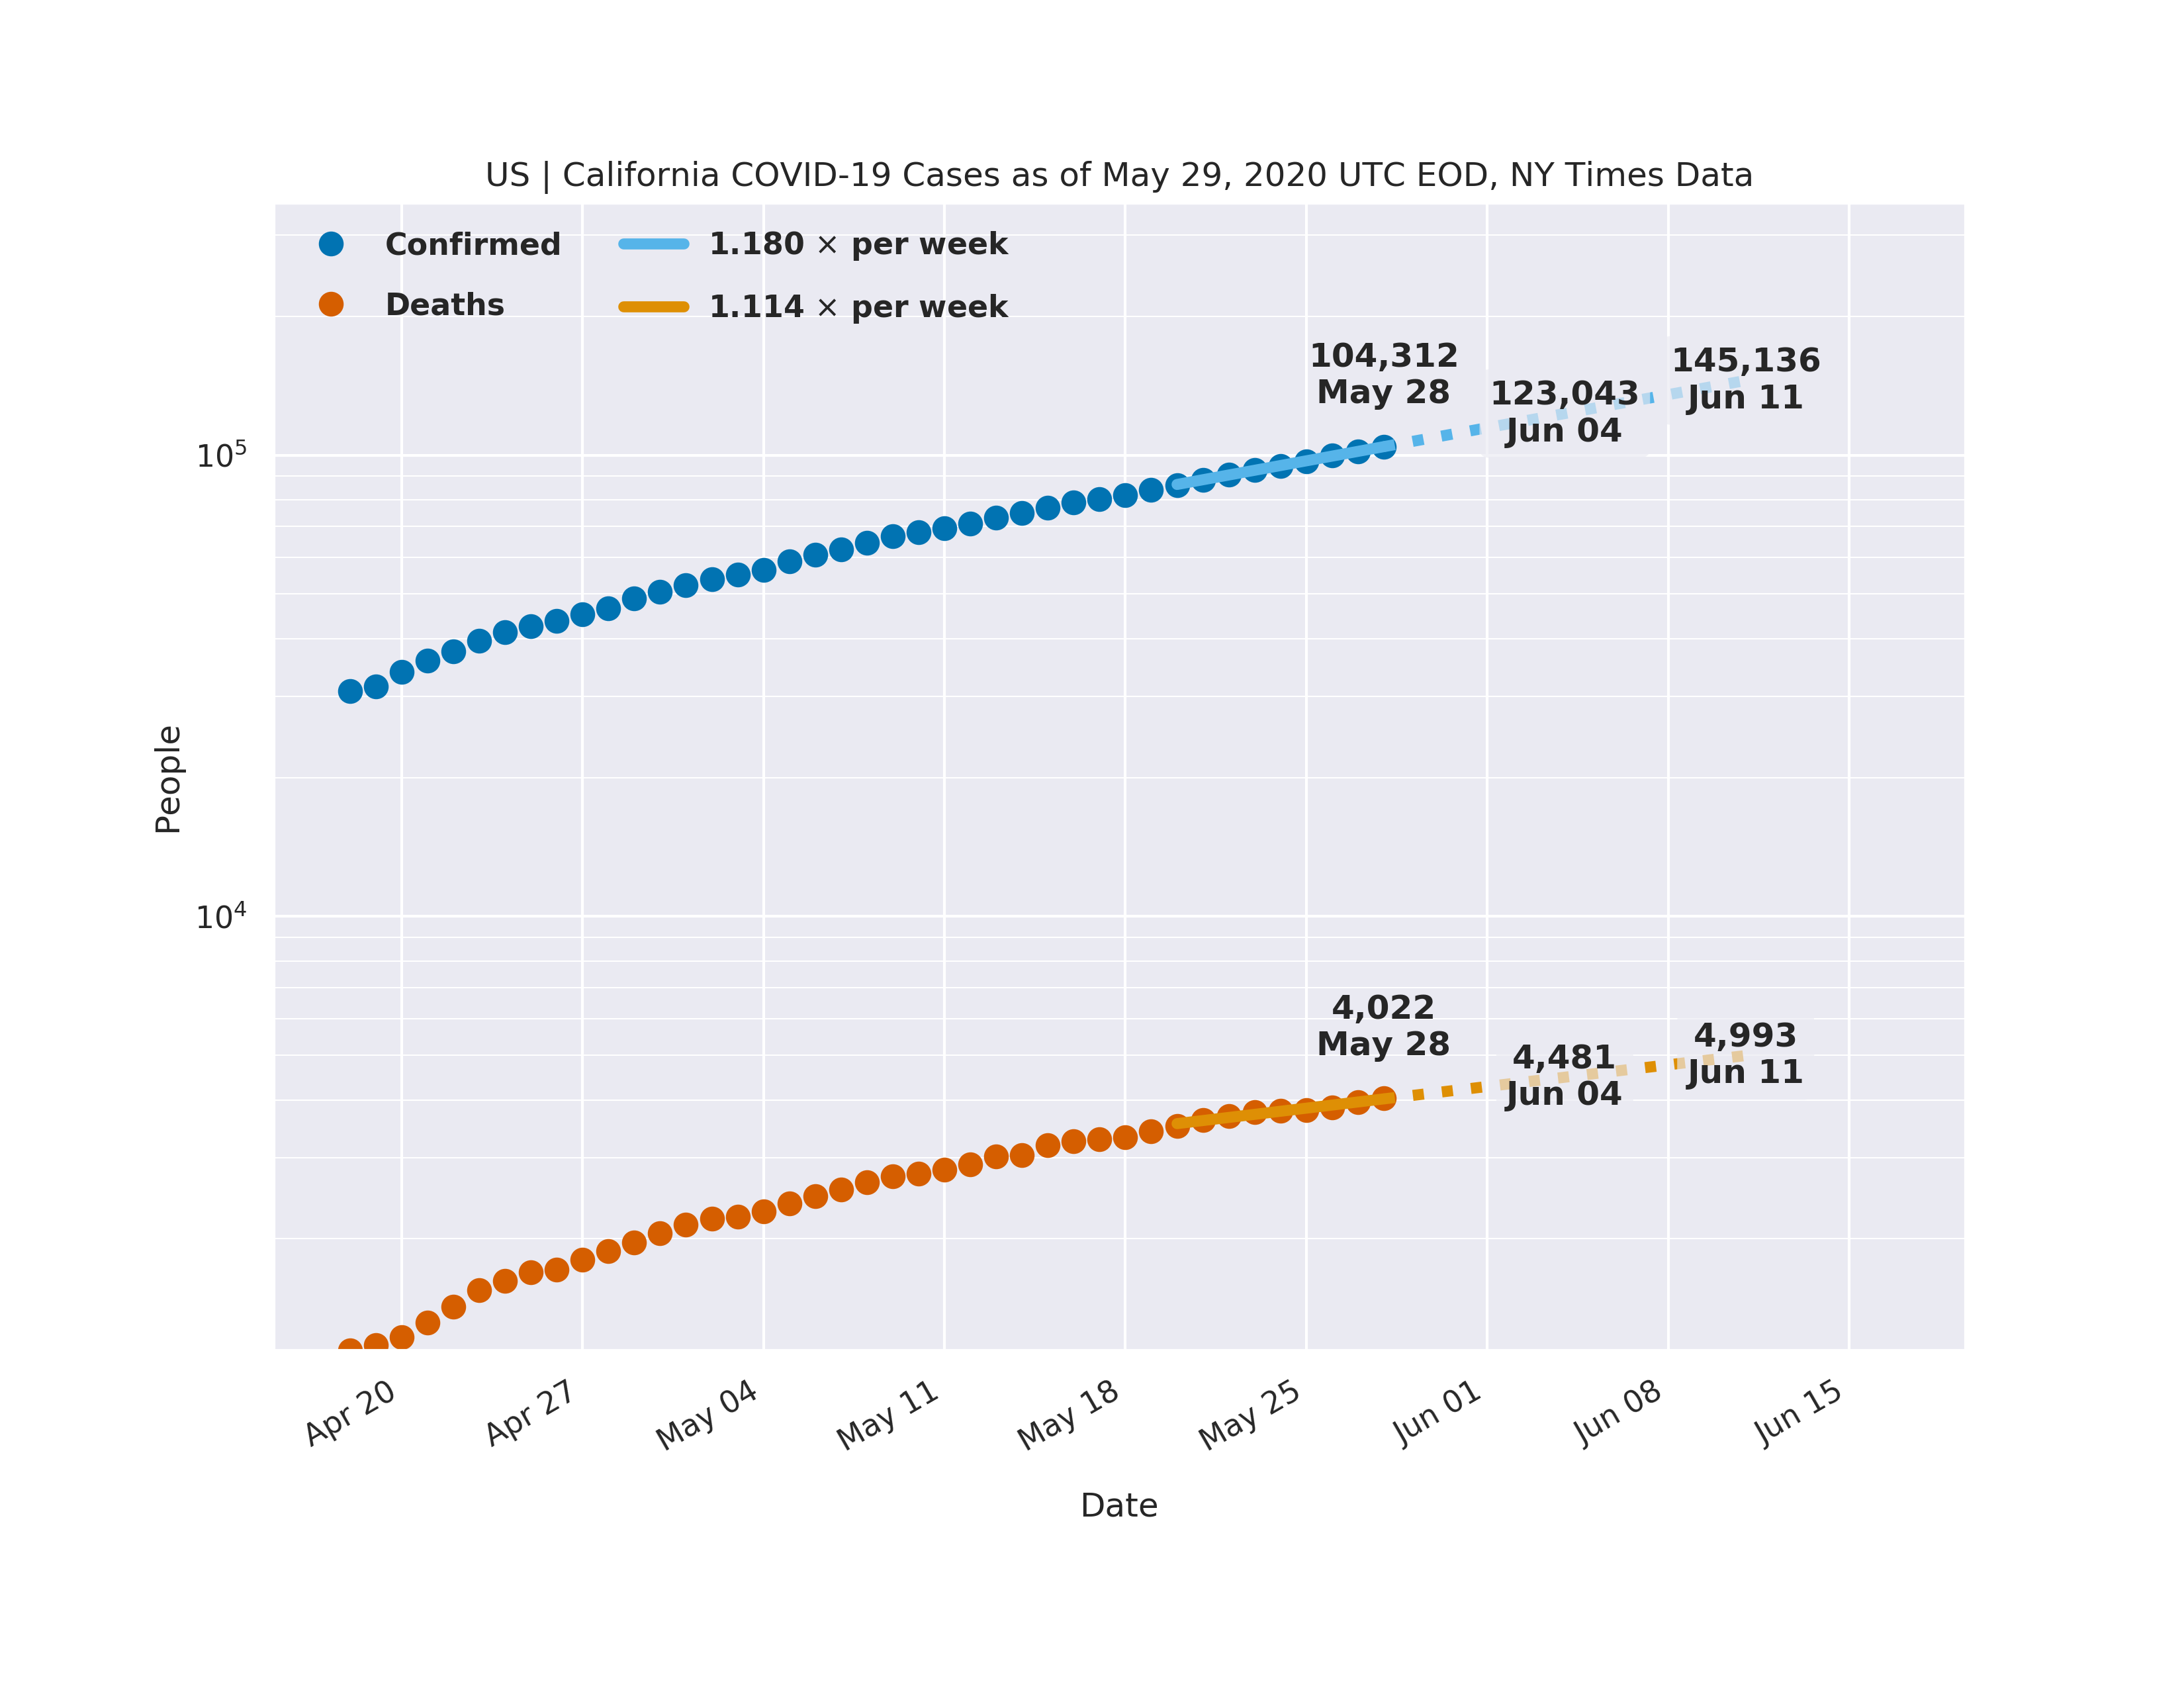 US | California COVID-19 Cases as of May 29, 2020 UTC EOD, NY Times Data
Confirmed
Deaths
1.180 × per week
1.114 × per week
104,312
May 28
123,043
Jun 04
145,136
Jun 11
10⁵
10⁴
People
4,022
May 28
4,481
Jun 04
4,993
Jun 11
Apr 20
Apr 27
May 04
May 11
May 18
May 25
Jun 01
Jun 08
Jun 15
Date